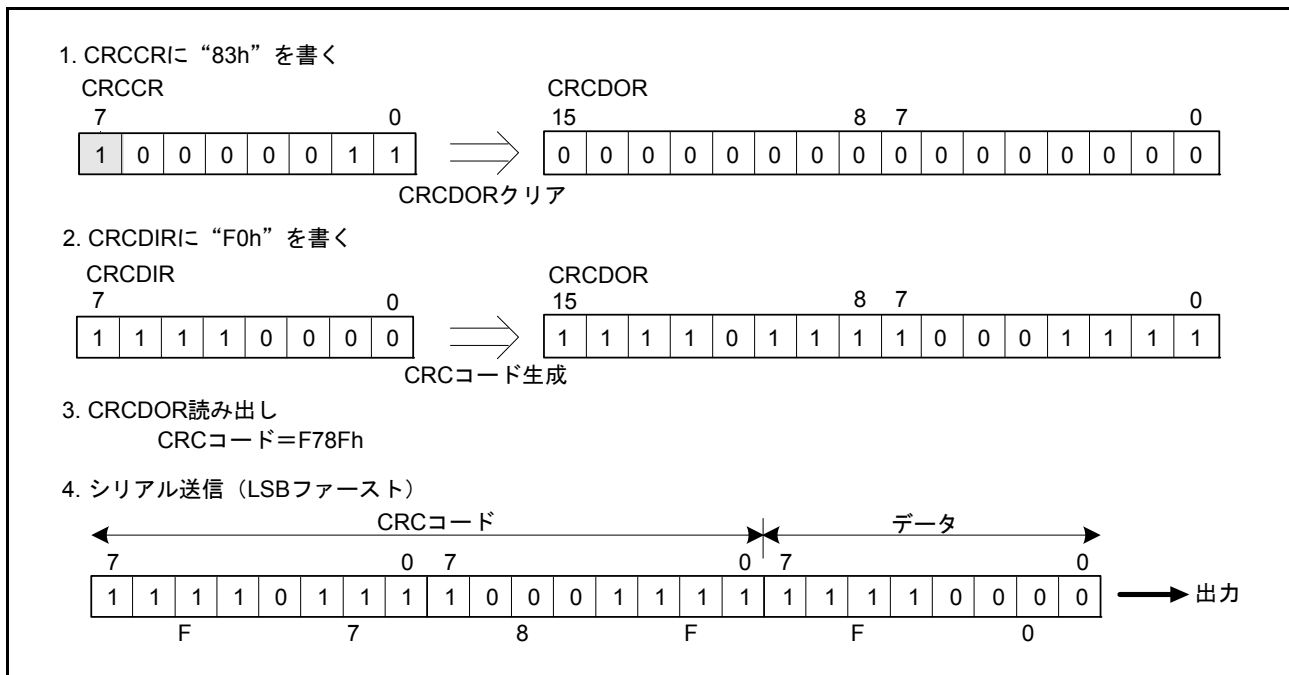 1. CRCCRに“83h”を書く
CRCCR CRCDOR
7 0 15 8 7 0
1 0 0 0 0 0 1 1 0 0 0 0 0 0 0 0 0 0 0 0 0 0 0 0
CRCDORクリア
2. CRCDIRに“F0h”を書く
CRCDIR CRCDOR
7 0 15 8 7 0
1 1 1 1 0 0 0 0 1 1 1 1 0 1 1 1 1 0 0 0 1 1 1 1
CRCコード生成
3. CRCDOR読み出し
CRCコード＝F78Fh
4. シリアル送信（LSBファースト）
CRCコード データ
7 0 7 0 7 0
1 1 1 1 0 1 1 1 1 0 0 0 1 1 1 1 1 1 1 1 0 0 0 0 出力
F 7 8 F F 0